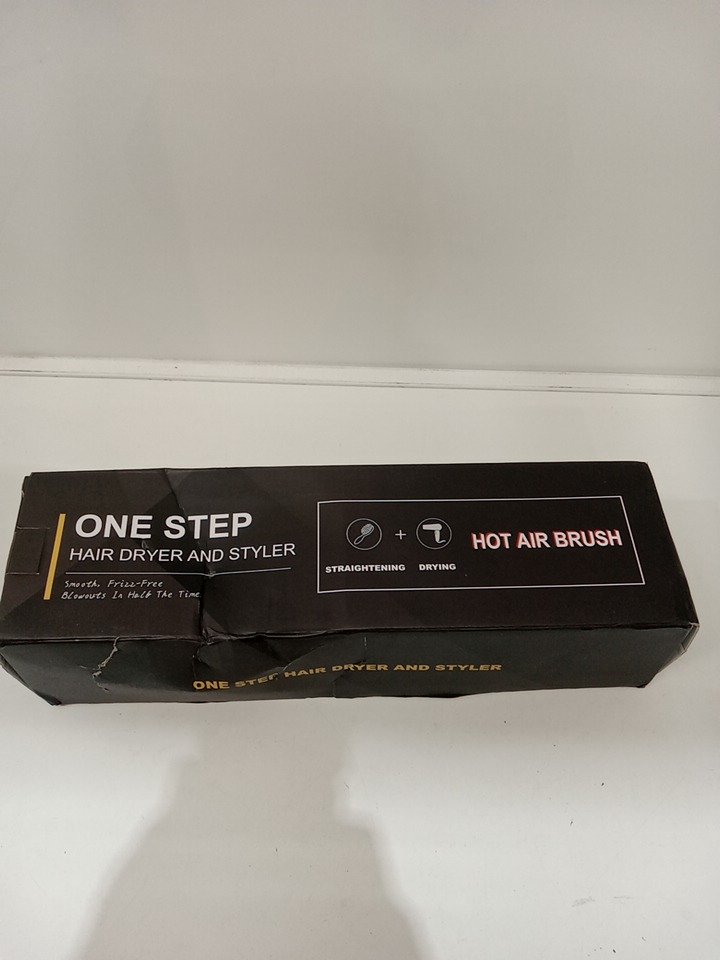 ONE STEP
HAIR DRYER AND STYLER
Smooth, Frizz-Free
Blowouts In Half The Time
+
STRAIGHTENING DRYING
HOT AIR BRUSH
ONE STEP HAIR DRYER AND STYLER